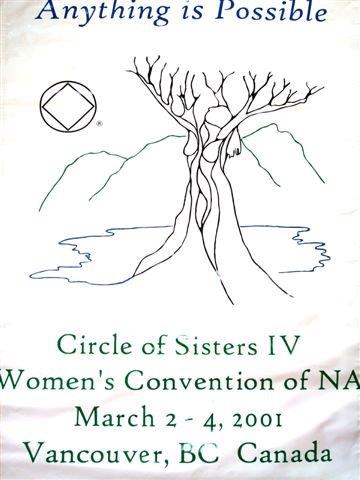 Anything is Possible
®
Circle of Sisters IV
Women's Convention of NA
March 2 - 4, 2001
Vancouver, BC Canada